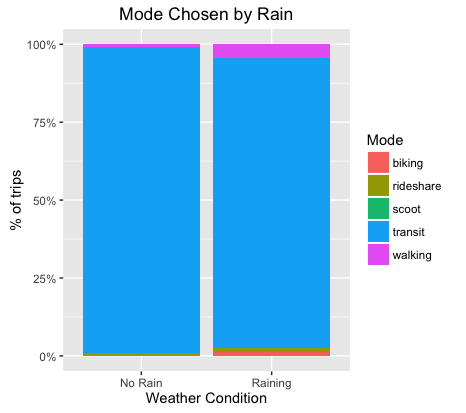 Mode Chosen by Rain
100%
75%
50%
25%
0%
% of trips
No Rain
Raining
Weather Condition
Mode
biking
rideshare
scoot
transit
walking